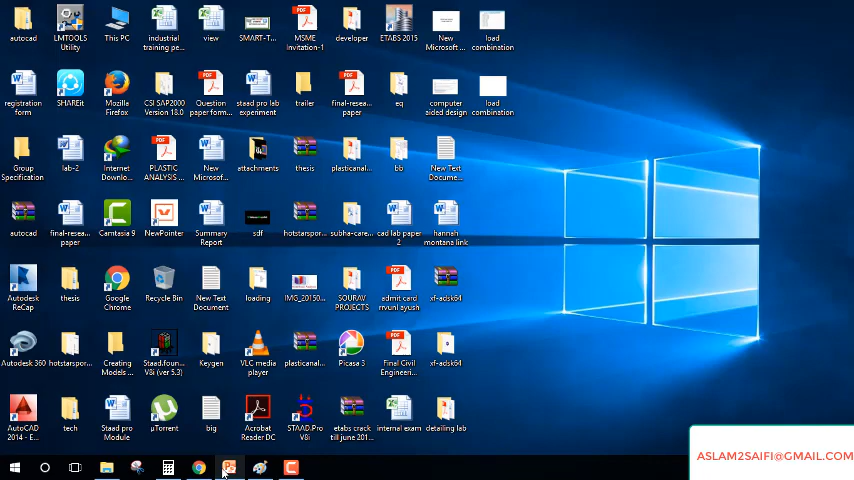 autocad
LMTOOLS
Utility
This PC
industrial
training pe...
view
SMART-T...
MSME
Invitation-1
developer
ETABS 2015
New
Microsoft ...
load
combination
registration
form
SHAREit
Mozilla
Firefox
CSI SAP2000
Version 18.0
Question
paper form...
staad pro lab
experiment
trailer
final-resea...
paper
eq
computer
aided design
load
combination
Group
Specification
lab-2
Internet
Downlo...
PLASTIC
ANALYSIS ...
New
Microsof...
attachments
thesis
plasticanal...
bb
New Text
Docume...
autocad
final-resea...
paper
Camtasia 9
NewPointer
Summary
Report
sdf
hotstarspor...
subha-care...
cad lab paper
2
hannah
montana link
Autodesk
ReCap
thesis
Google
Chrome
Recycle Bin
New Text
Document
loading
IMG_20150...
SOURAV
PROJECTS
admit card
rrvunl ayush
xf-adsk64
Autodesk 360
hotstarspor...
Creating
Models ...
Staad.foun...
V8i (ver 5.3)
Keygen
VLC media
player
plasticanal...
Picasa 3
Final Civil
Engineeri...
xf-adsk64
AutoCAD
2014 - E...
tech
Staad pro
Module
µTorrent
big
Acrobat
Reader DC
STAAD.Pro
V8i
etabs crack
till june 201...
internal exam
detailing lab
ASLAM2SAIFI@GMAIL.COM